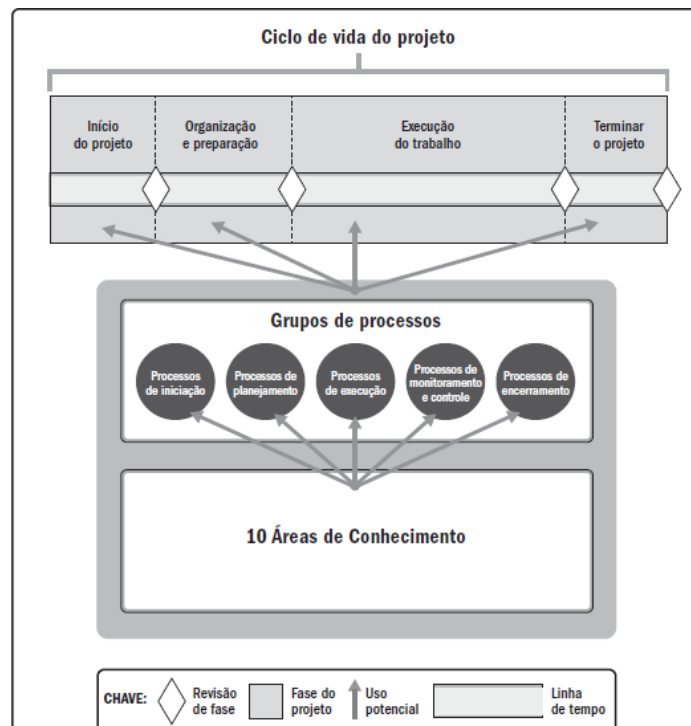 Ciclo de vida do projeto
Início
do projeto
Organização
e preparação
Execução
do trabalho
Terminar
o projeto
Grupos de processos
Processos
de iniciação
Processos de
planejamento
Processos
de execução
Processos de
monitoramento
e controle
Processos de
encerramento
10 Áreas de Conhecimento
CHAVE:
Revisão
de fase
Fase do
projeto
Uso
potencial
Linha
de tempo